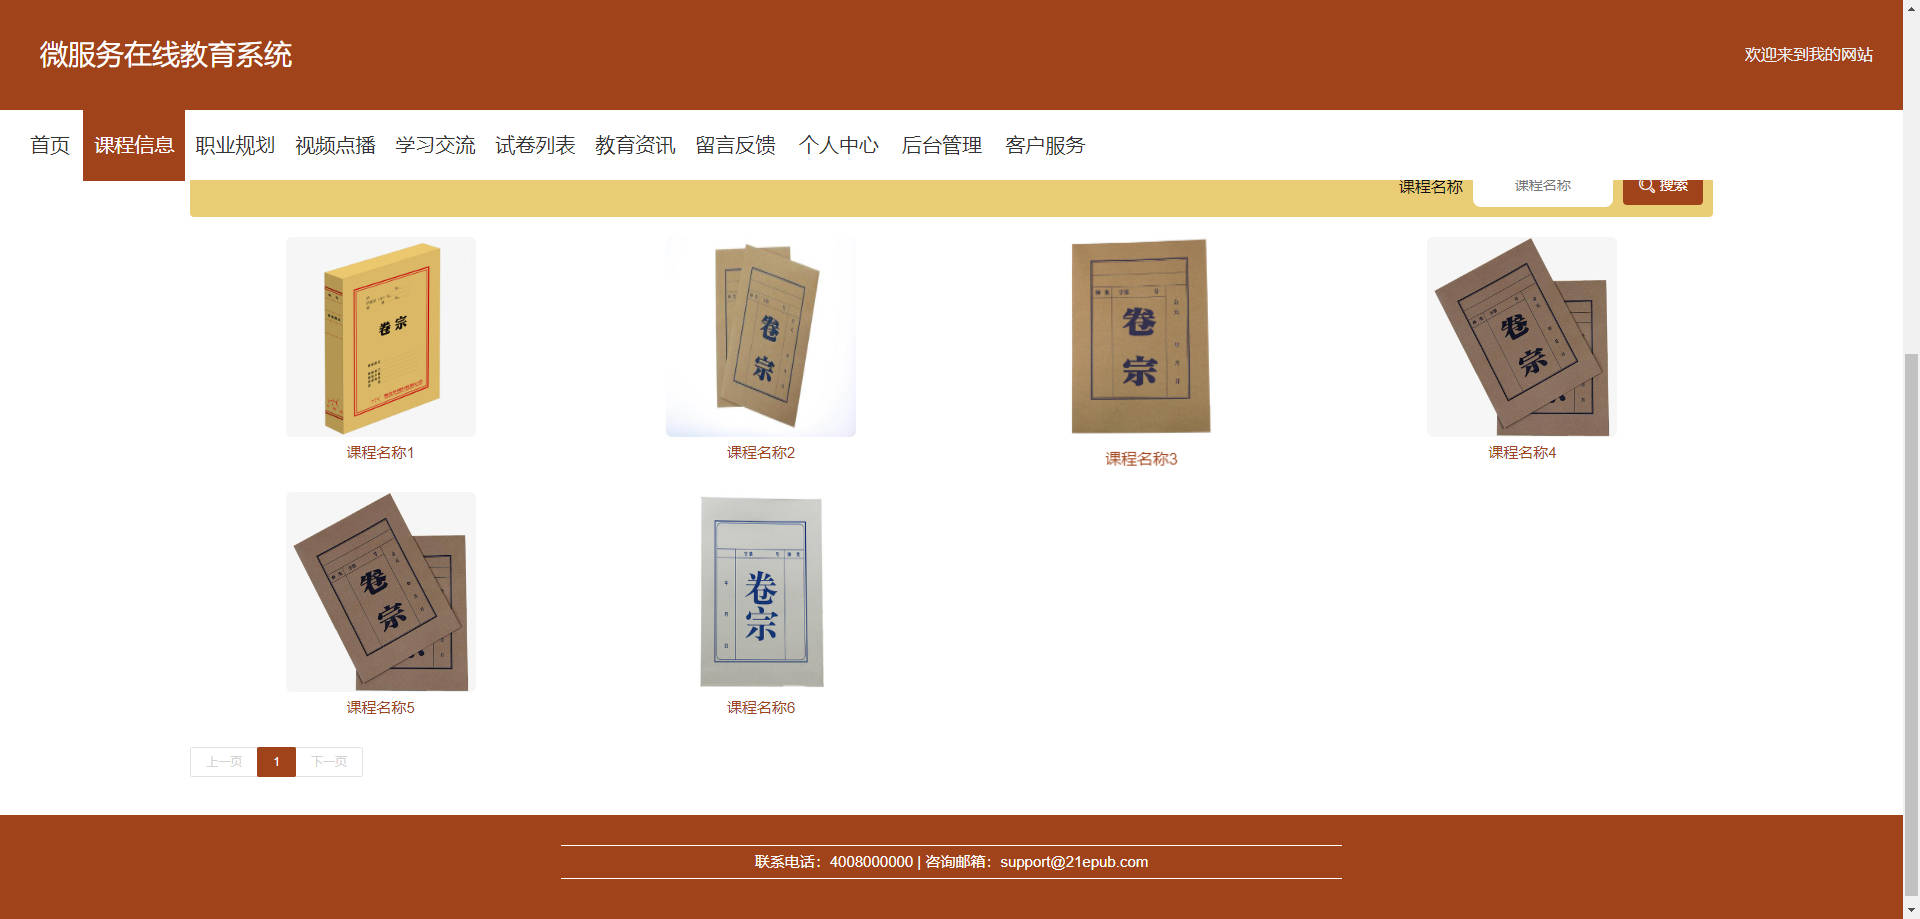 微服务在线教育系统
欢迎来到我的网站
首页 课程信息 职业规划 视频点播 学习交流 试卷列表 教育资讯 留言反馈 个人中心 后台管理 客户服务
课程名称 课程名称 搜索
卷宗
卷宗
卷宗
卷宗
课程名称1
课程名称2
课程名称3
课程名称4
卷宗
卷宗
课程名称5
课程名称6
上一页 1 下一页
联系电话：4008000000 | 咨询邮箱：support@21epub.com